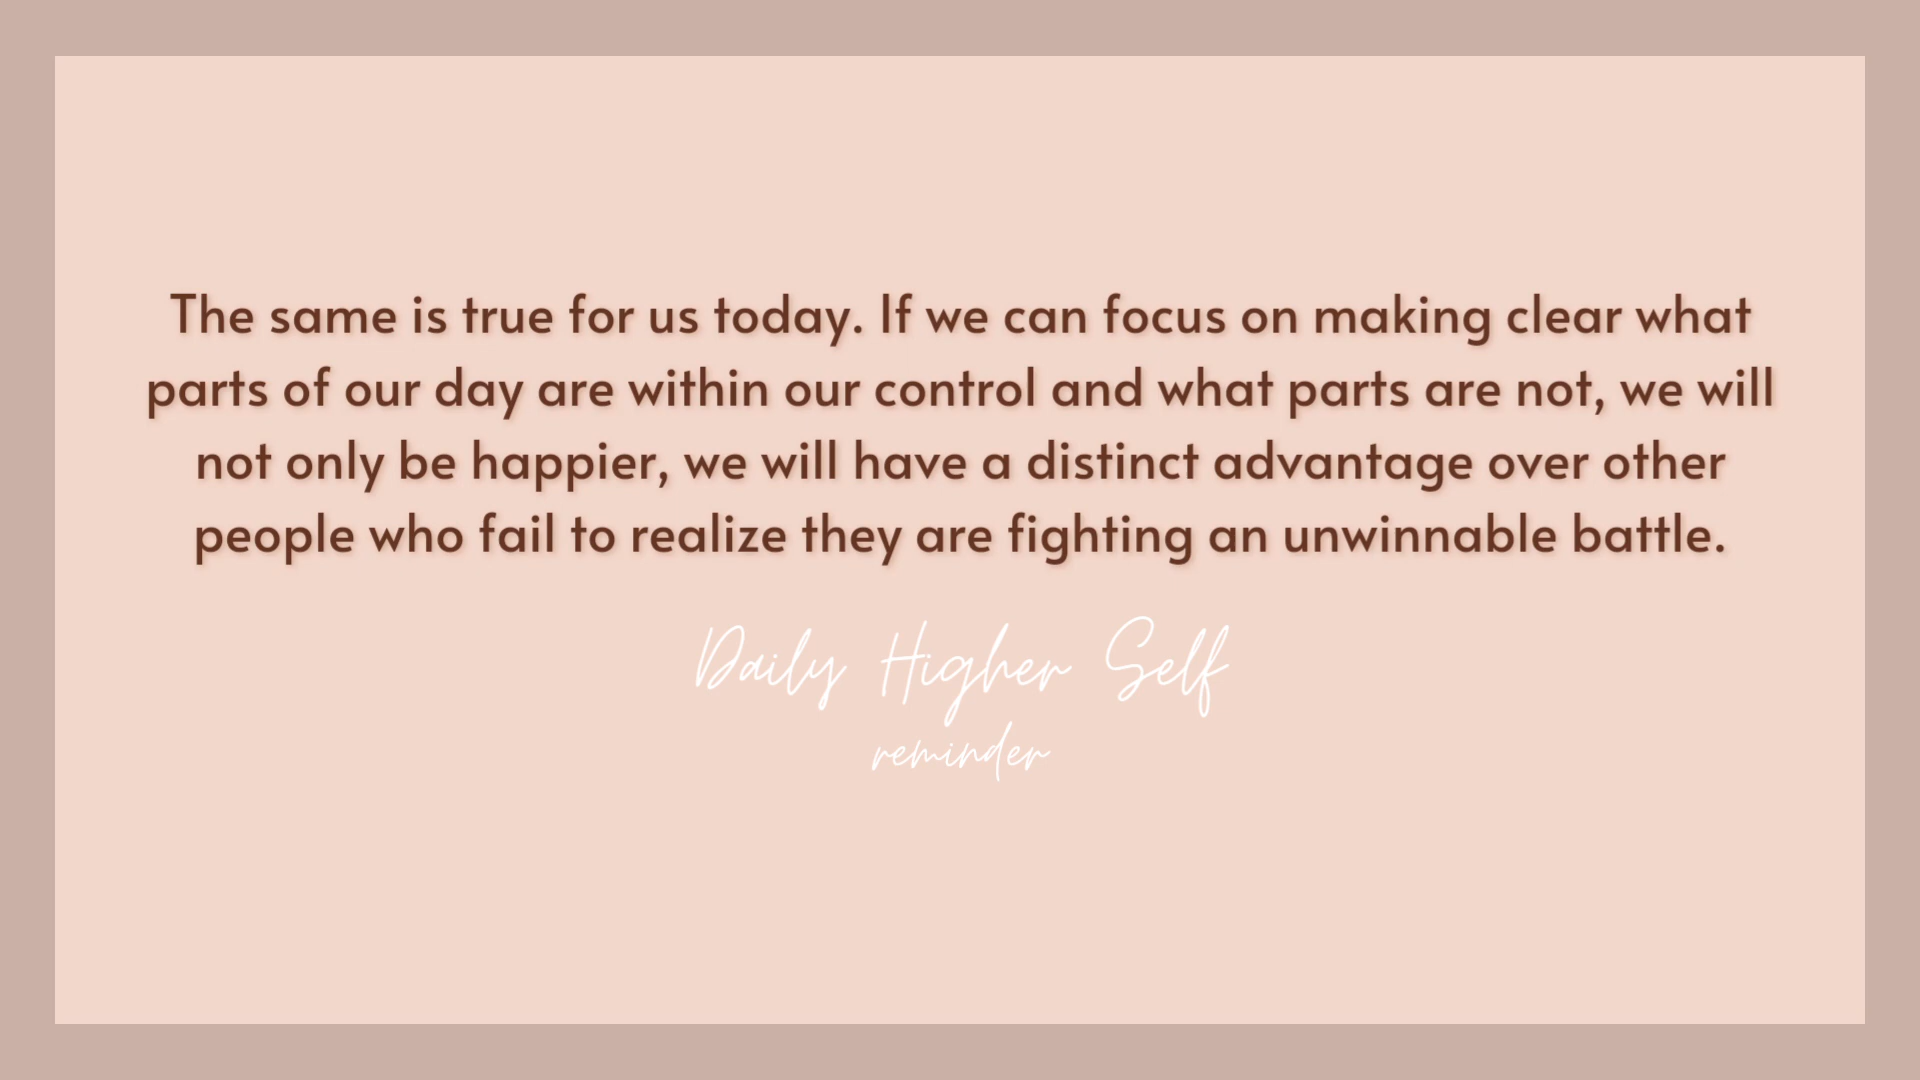 The same is true for us today. If we can focus on making clear what
parts of our day are within our control and what parts are not, we will
not only be happier, we will have a distinct advantage over other
people who fail to realize they are fighting an unwinnable battle.
Daily Higher Self
reminder